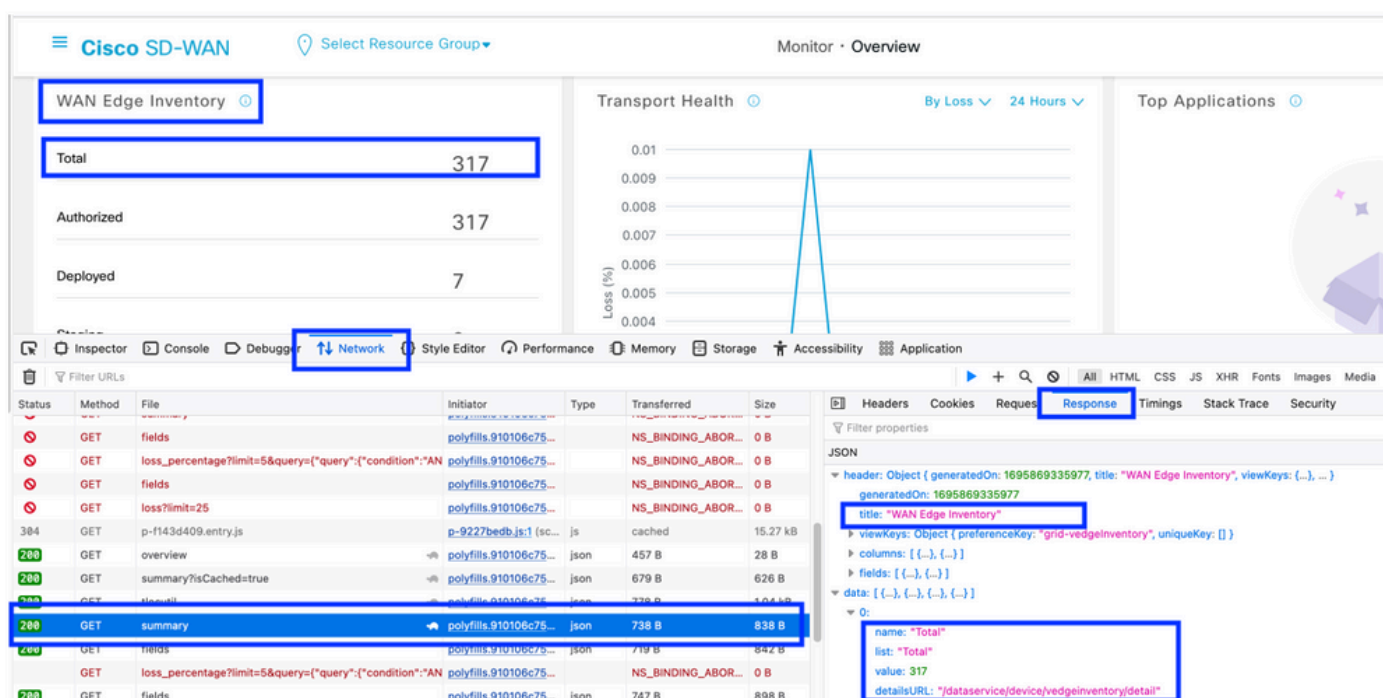 Cisco SD-WAN
Select Resource Group
Monitor · Overview
WAN Edge Inventory
Total 317
Authorized 317
Deployed 7
Transport Health
By Loss 24 Hours
0.01
0.009
0.008
0.007
0.006
0.005
0.004
Loss (%)
Top Applications
Inspector Console Debugger Network Style Editor Performance Memory Storage Accessibility Application
Filter URLs
All HTML CSS JS XHR Fonts Images Media
Status Method File Initiator Type Transferred Size
GET fields polyfills.910106c75... NS_BINDING_ABOR... 0 B
GET loss_percentage?limit=5&query={"query":{"condition":"AN polyfills.910106c75... NS_BINDING_ABOR... 0 B
GET fields polyfills.910106c75... NS_BINDING_ABOR... 0 B
GET loss?limit=25 polyfills.910106c75... NS_BINDING_ABOR... 0 B
304 GET p-f143d409.entry.js p-9227bedb.js:1 (sc... js cached 15.27 kB
200 GET overview polyfills.910106c75... json 457 B 28 B
200 GET summary?isCached=true polyfills.910106c75... json 679 B 626 B
200 GET summary polyfills.910106c75... json 738 B 838 B
200 GET fields polyfills.910106c75... json 719 B 842 B
GET loss_percentage?limit=5&query={"query":{"condition":"AN polyfills.910106c75... NS_BINDING_ABOR... 0 B
200 GET fields polyfills.910106c75... json 747 B 898 B
Headers Cookies Reques Response Timings Stack Trace Security
Filter properties
JSON
header: Object { generatedOn: 1695869335977, title: "WAN Edge Inventory", viewKeys: {...}, ... }
generatedOn: 1695869335977
title: "WAN Edge Inventory"
viewKeys: Object { preferenceKey: "grid-vedgeInventory", uniqueKey: [] }
columns: [ {...}, {...} ]
fields: [ {...}, {...} ]
data: [ {...}, {...}, {...}, {...} ]
0:
name: "Total"
list: "Total"
value: 317
detailsURL: "/dataservice/device/vedgeinventory/detail"